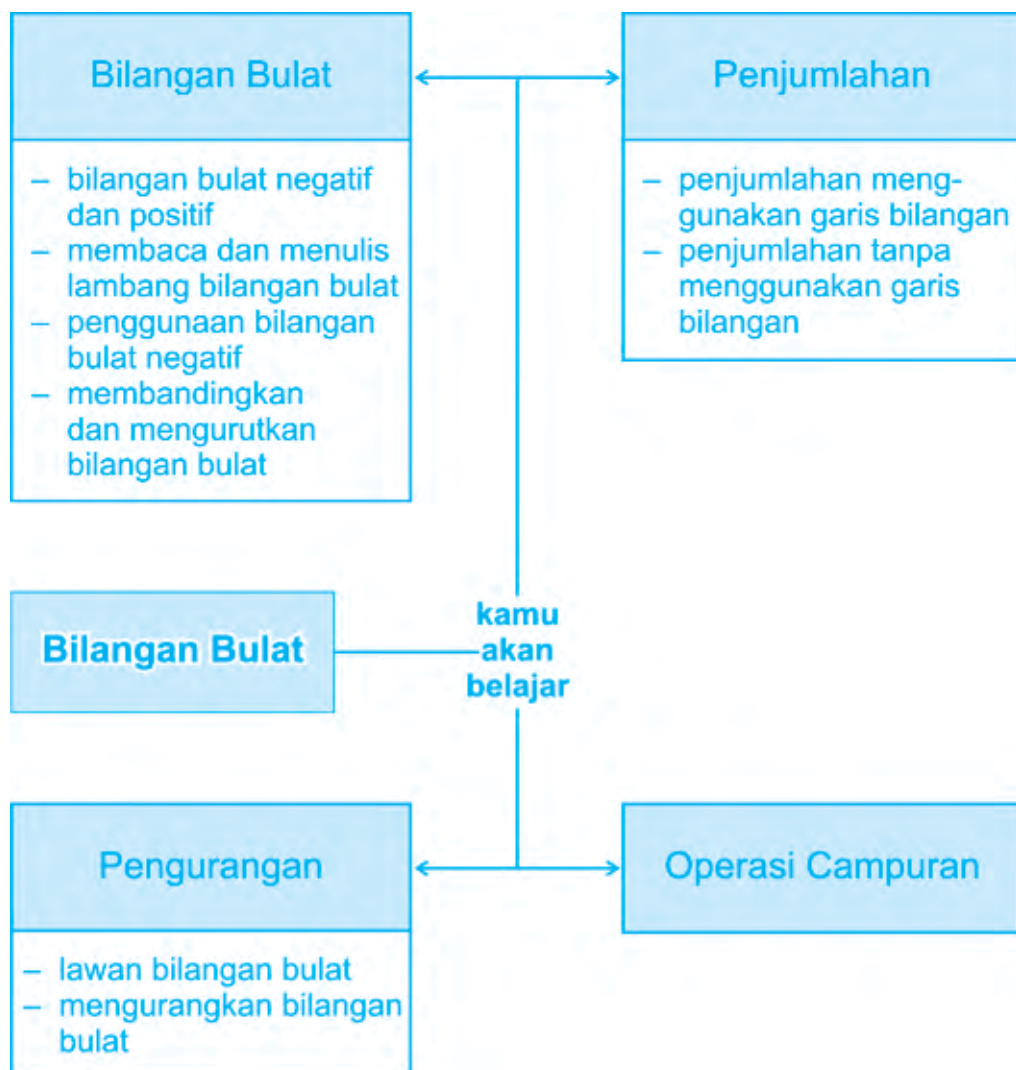 Bilangan Bulat
– bilangan bulat negatif
dan positif
– membaca dan menulis
lambang bilangan bulat
– penggunaan bilangan
bulat negatif
– membandingkan
dan mengurutkan
bilangan bulat
Penjumlahan
– penjumlahan meng-
gunakan garis bilangan
– penjumlahan tanpa
menggunakan garis
bilangan
Bilangan Bulat
kamu
akan
belajar
Pengurangan
– lawan bilangan bulat
– mengurangkan bilangan
bulat
Operasi Campuran